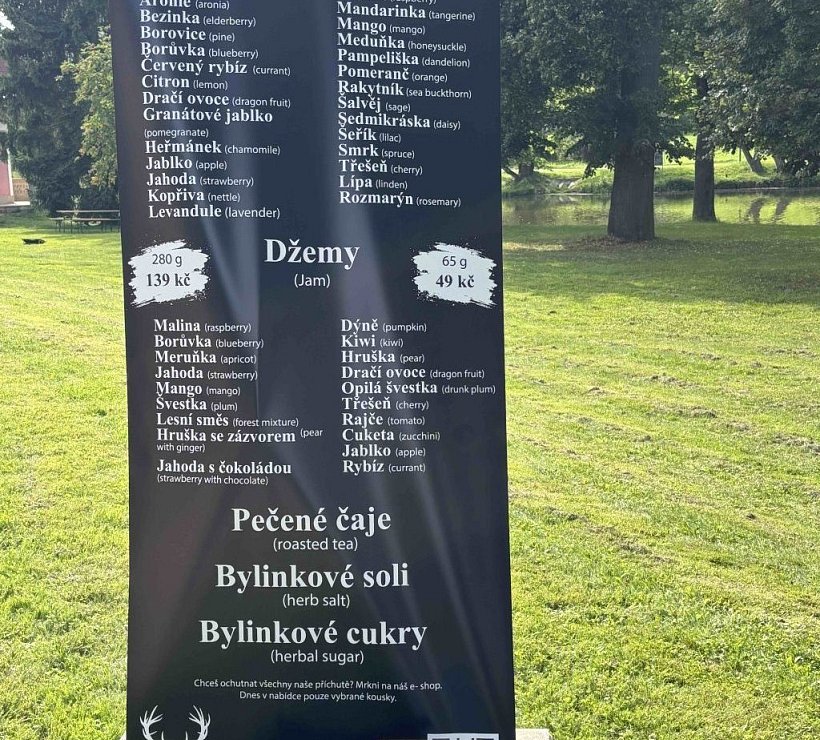 Aronie (aronia)
Bezinka (elderberry)
Borovice (pine)
Borůvka (blueberry)
Červený rybíz (currant)
Citron (lemon)
Dračí ovoce (dragon fruit)
Granátové jablko
(pomegranate)
Heřmánek (chamomile)
Jablko (apple)
Jahoda (strawberry)
Kopřiva (nettle)
Levandule (lavender)
Mandarinka (tangerine)
Mango (mango)
Meduňka (honeysuckle)
Pampeliška (dandelion)
Pomeranč (orange)
Rakytník (sea buckthorn)
Šalvěj (sage)
Sedmikráska (daisy)
Šeřík (lilac)
Smrk (spruce)
Třešeň (cherry)
Lípa (linden)
Rozmarýn (rosemary)
280 g
139 kč
Džemy
(Jam)
65 g
49 kč
Malina (raspberry)
Borůvka (blueberry)
Meruňka (apricot)
Jahoda (strawberry)
Mango (mango)
Švestka (plum)
Lesní směs (forest mixture)
Hruška se zázvorem (pear
with ginger)
Jahoda s čokoládou
(strawberry with chocolate)
Dýně (pumpkin)
Kiwi (kiwi)
Hruška (pear)
Dračí ovoce (dragon fruit)
Opilá švestka (drunk plum)
Třešeň (cherry)
Rajče (tomato)
Cuketa (zucchini)
Jablko (apple)
Rybíz (currant)
Pečené čaje
(roasted tea)
Bylinkové soli
(herb salt)
Bylinkové cukry
(herbal sugar)
Chceš ochutnat všechny naše příchutě? Mrkni na náš e- shop.
Dnes v nabídce pouze vybrané kousky.